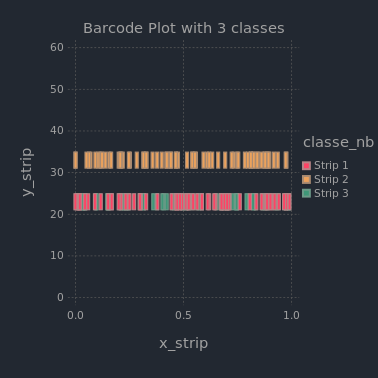 Barcode Plot with 3 classes
60
50
40
30
20
10
0
y_strip
0.0
0.5
1.0
x_strip
classe_nb
Strip 1
Strip 2
Strip 3